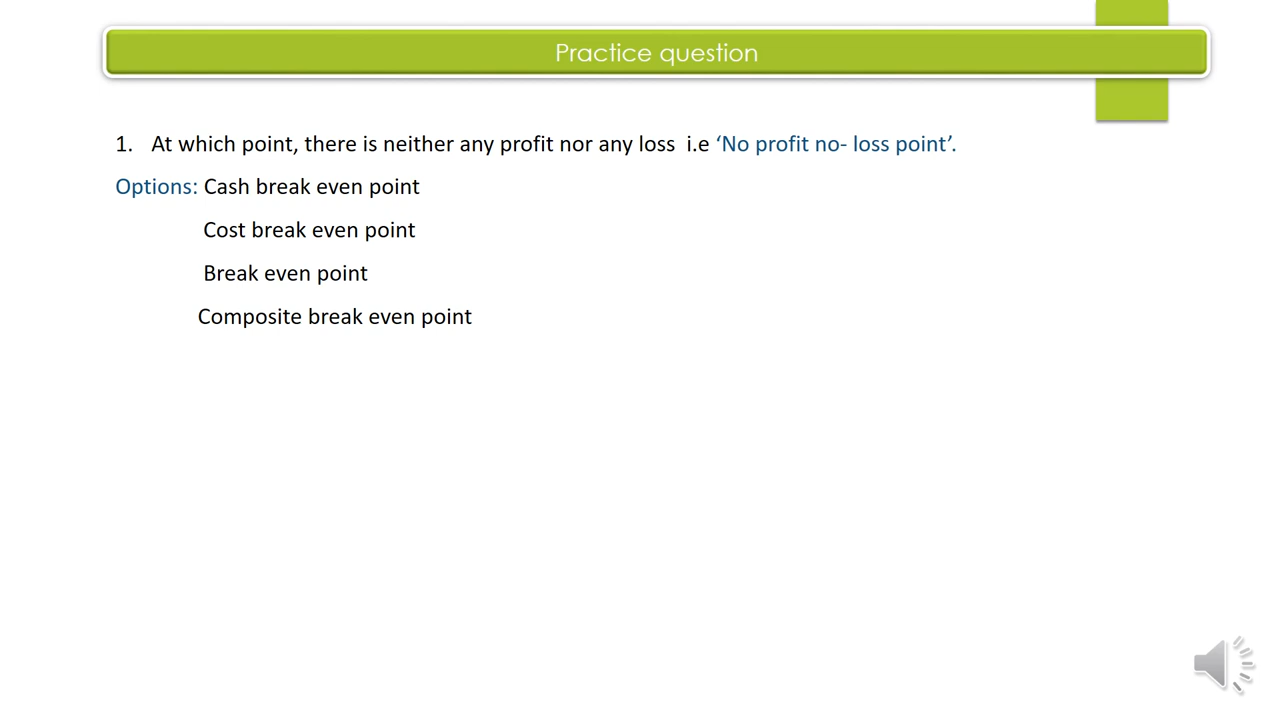 Practice question
1. At which point, there is neither any profit nor any loss i.e ‘No profit no- loss point’.
Options: Cash break even point
Cost break even point
Break even point
Composite break even point